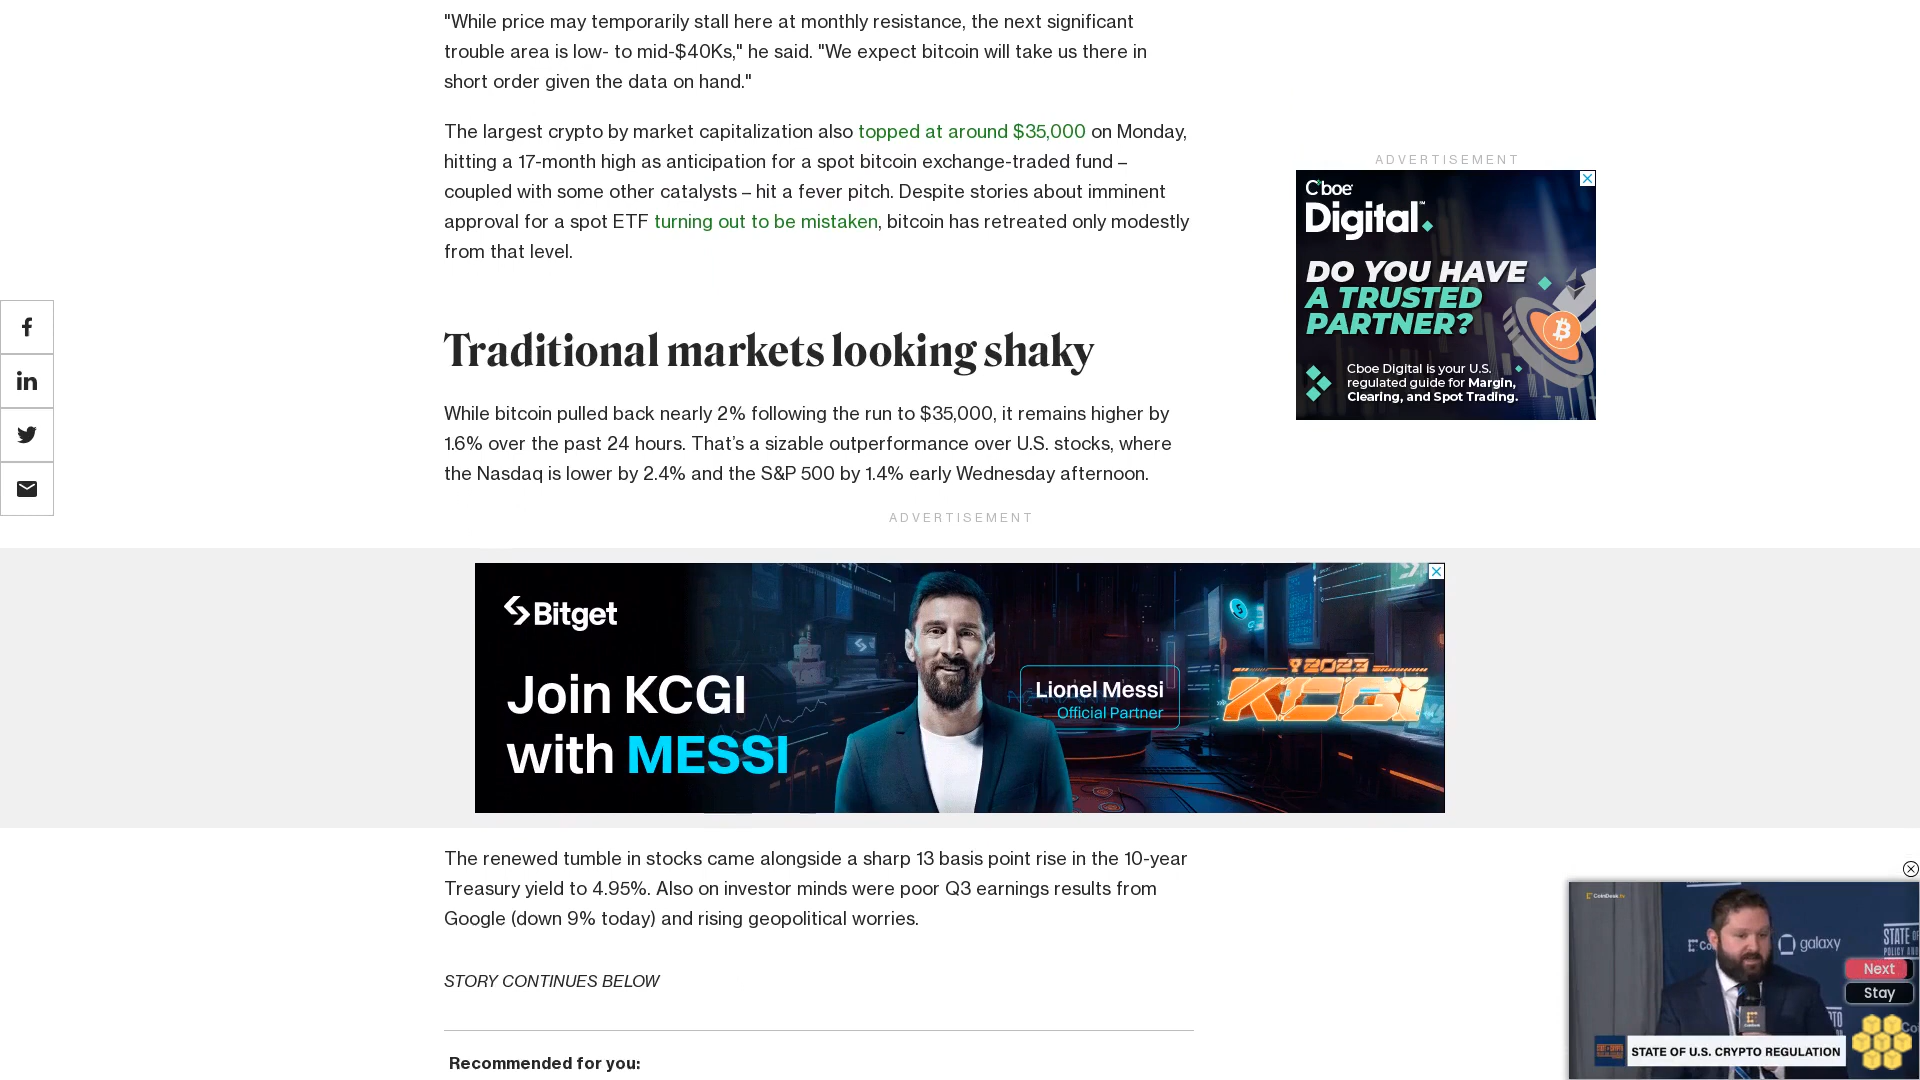 "While price may temporarily stall here at monthly resistance, the next significant
trouble area is low- to mid-$40Ks," he said. "We expect bitcoin will take us there in
short order given the data on hand."
The largest crypto by market capitalization also topped at around $35,000 on Monday,
hitting a 17-month high as anticipation for a spot bitcoin exchange-traded fund –
coupled with some other catalysts – hit a fever pitch. Despite stories about imminent
approval for a spot ETF turning out to be mistaken, bitcoin has retreated only modestly
from that level.
ADVERTISEMENT
Cboe
Digital™
DO YOU HAVE
A TRUSTED
PARTNER?
Cboe Digital is your U.S.
regulated guide for Margin,
Clearing, and Spot Trading.
Traditional markets looking shaky
While bitcoin pulled back nearly 2% following the run to $35,000, it remains higher by
1.6% over the past 24 hours. That’s a sizable outperformance over U.S. stocks, where
the Nasdaq is lower by 2.4% and the S&P 500 by 1.4% early Wednesday afternoon.
ADVERTISEMENT
Bitget
Join KCGI
with MESSI
Lionel Messi
Official Partner
2023
KCGI
The renewed tumble in stocks came alongside a sharp 13 basis point rise in the 10-year
Treasury yield to 4.95%. Also on investor minds were poor Q3 earnings results from
Google (down 9% today) and rising geopolitical worries.
STORY CONTINUES BELOW
Recommended for you:
CoinDesk
galaxy
STATE
Next
Stay
STATE OF U.S. CRYPTO REGULATION